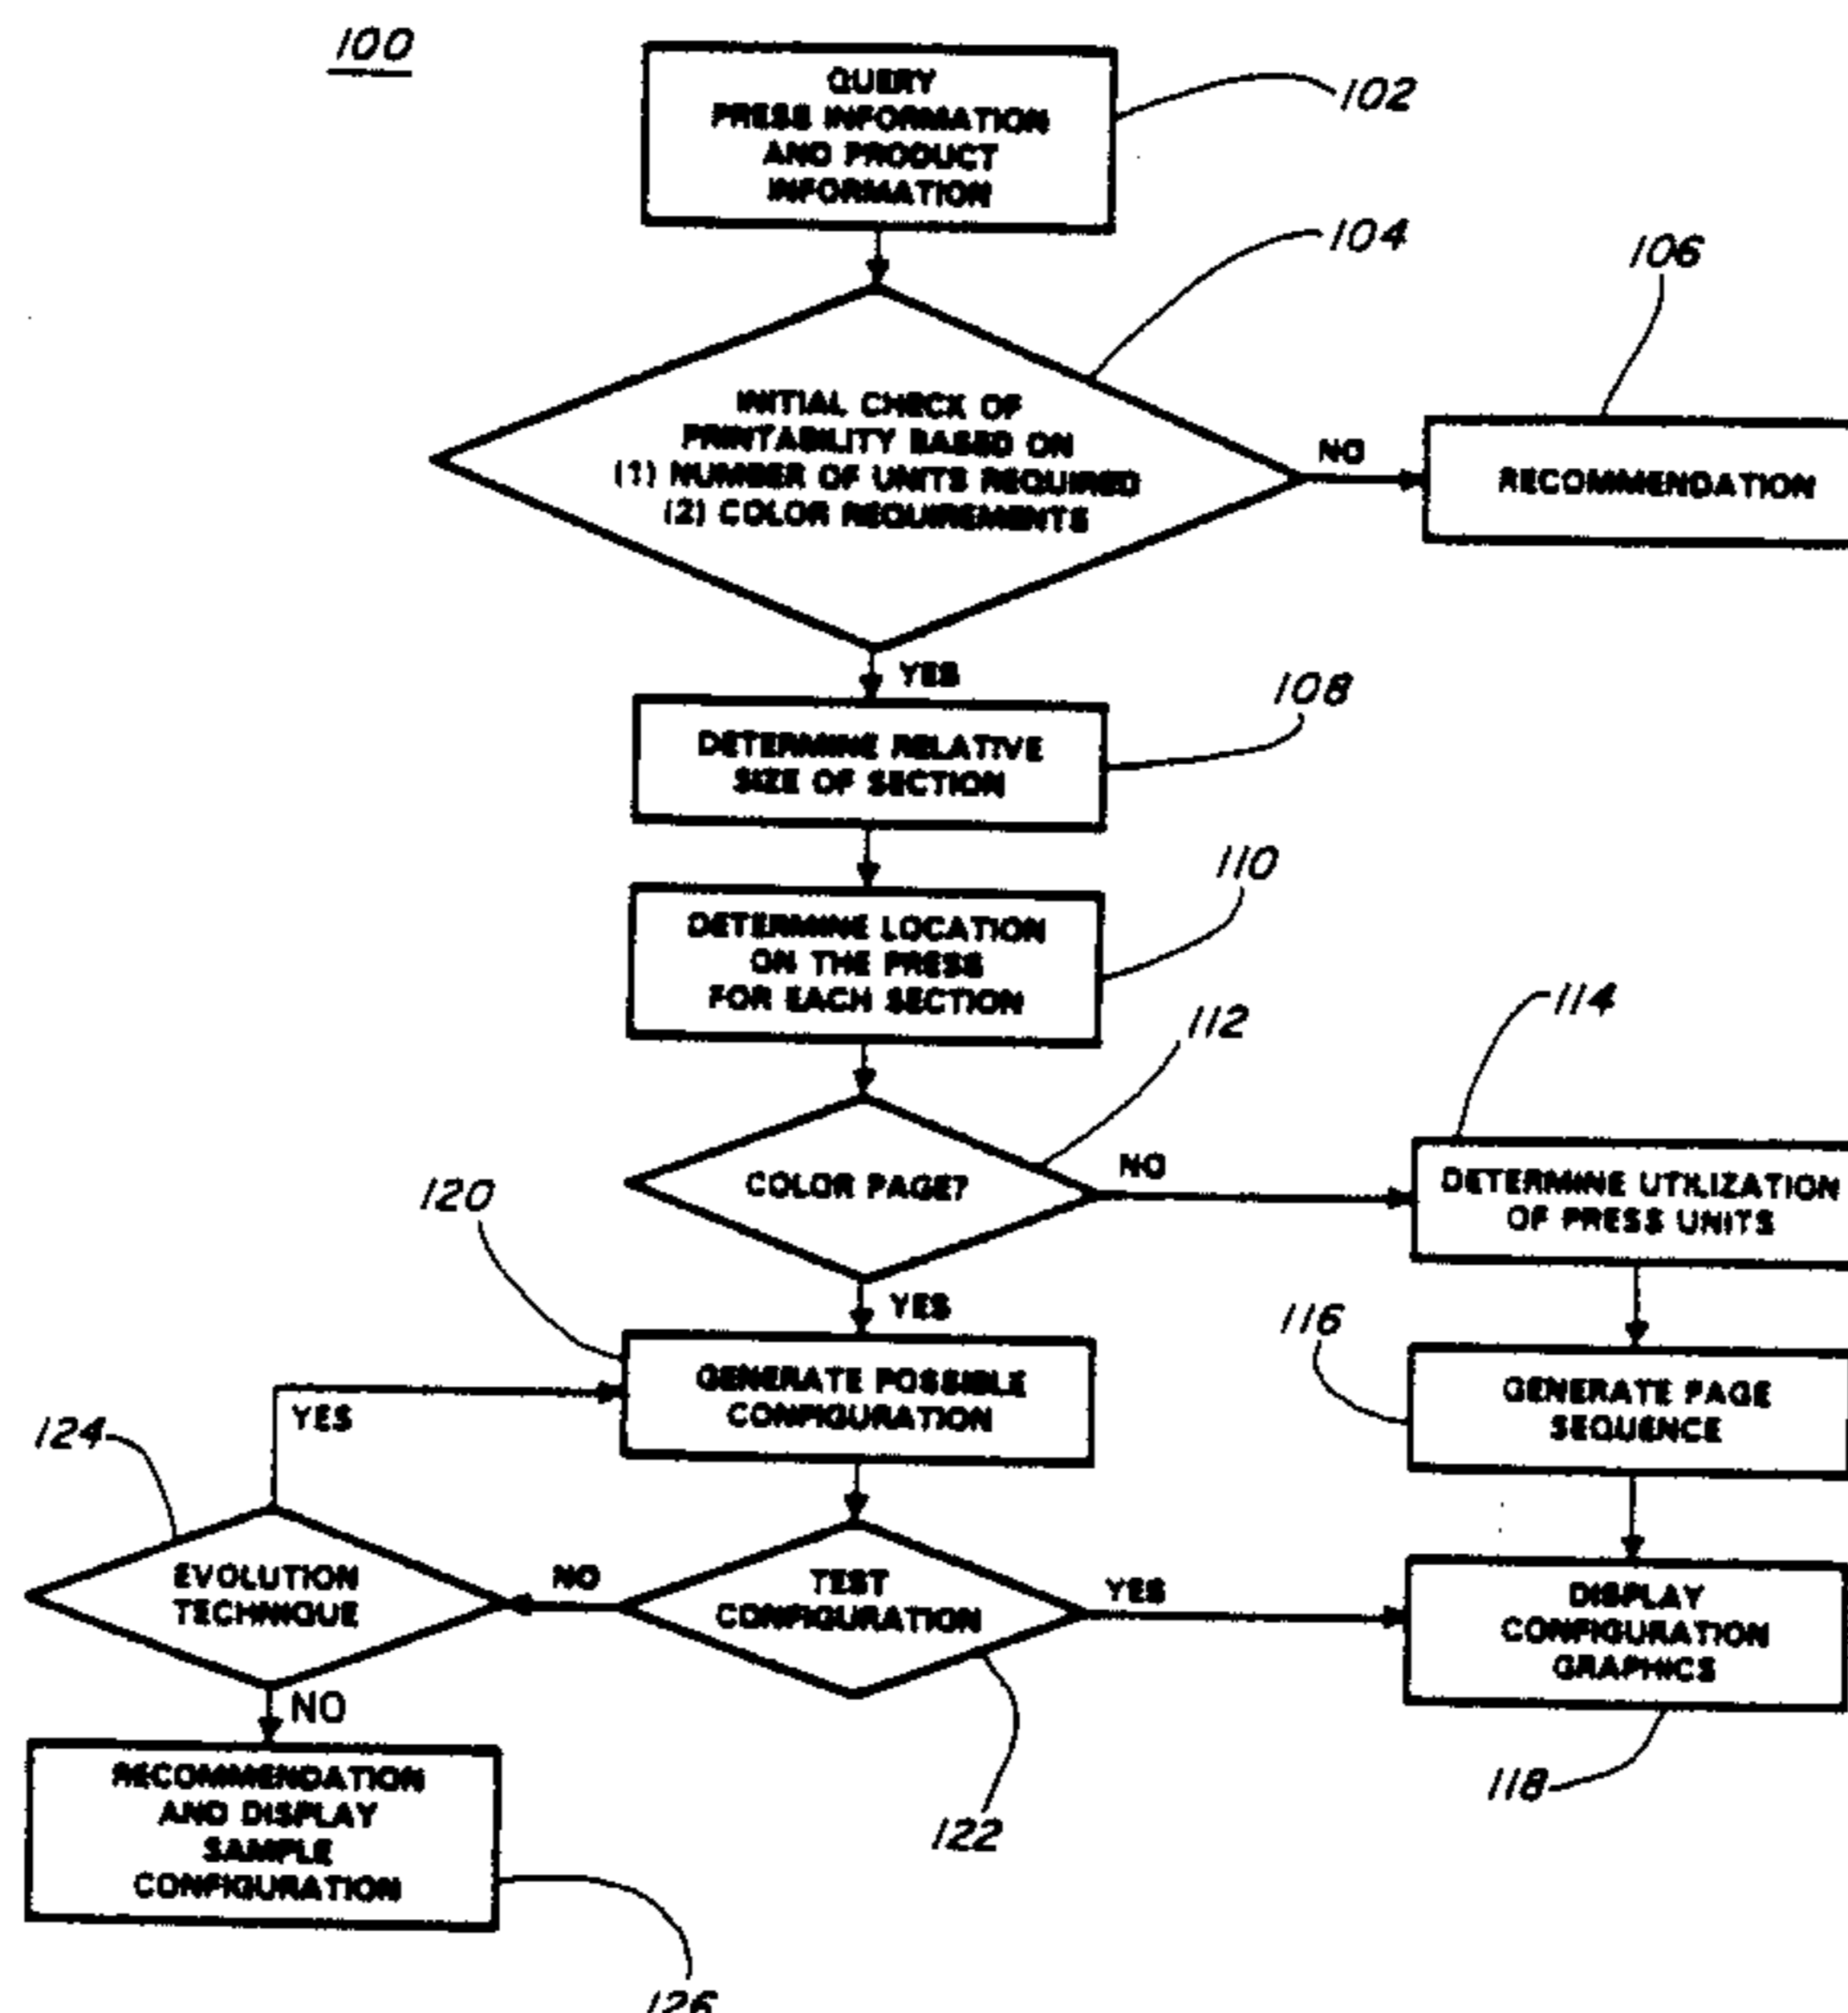 100
QUERY
PRESS INFORMATION
AND PRODUCT
INFORMATION
102
104
106
INITIAL CHECK OF
PRINTABILITY BASED ON
(1) NUMBER OF UNITS REQUIRED
(2) COLOR REQUIREMENTS
NO
RECOMMENDATION
YES
108
DETERMINE RELATIVE
SIZE OF SECTION
110
DETERMINE LOCATION
ON THE PRESS
FOR EACH SECTION
112
114
COLOR PAGE?
NO
DETERMINE UTILIZATION
OF PRESS UNITS
120
YES
116
GENERATE POSSIBLE
CONFIGURATION
GENERATE PAGE
SEQUENCE
YES
124
EVOLUTION
TECHNIQUE
NO
TEST
CONFIGURATION
YES
DISPLAY
CONFIGURATION
GRAPHICS
NO
118
122
RECOMMENDATION
AND DISPLAY
SAMPLE
CONFIGURATION
126